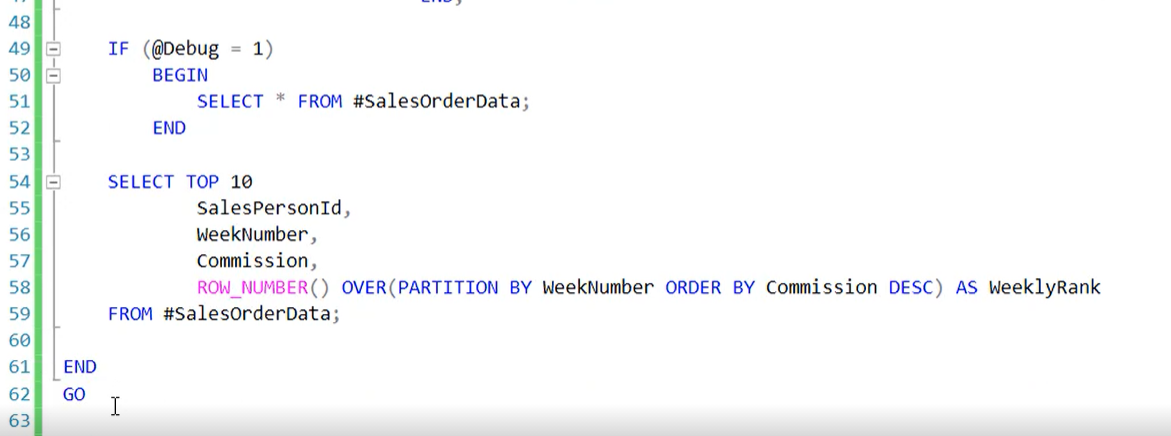 END;
48
49 IF (@Debug = 1)
50 BEGIN
51 SELECT * FROM #SalesOrderData;
52 END
53
54 SELECT TOP 10
55 SalesPersonId,
56 WeekNumber,
57 Commission,
58 ROW_NUMBER() OVER(PARTITION BY WeekNumber ORDER BY Commission DESC) AS WeeklyRank
59 FROM #SalesOrderData;
60
61 END
62 GO
63